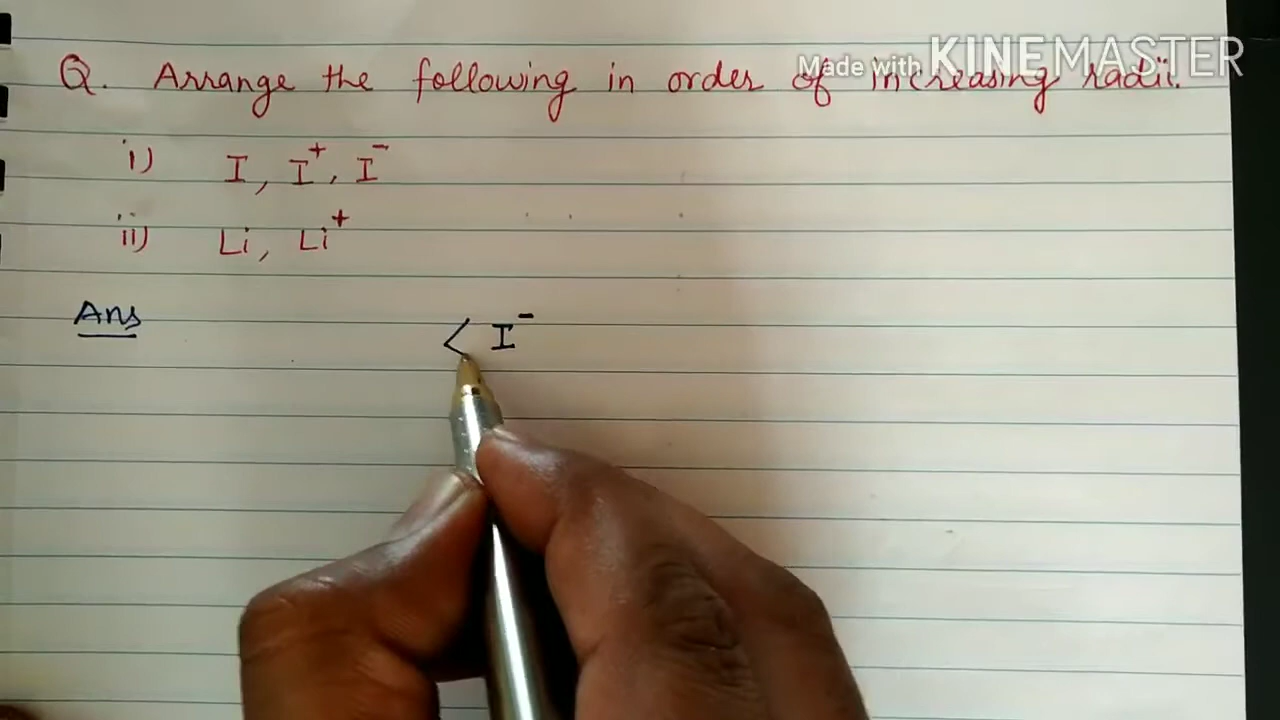 Made with KINEMASTER
Q. Arrange the following in order of increasing radii.
i) I, I⁺, I⁻
ii) Li, Li⁺
Ans < I⁻